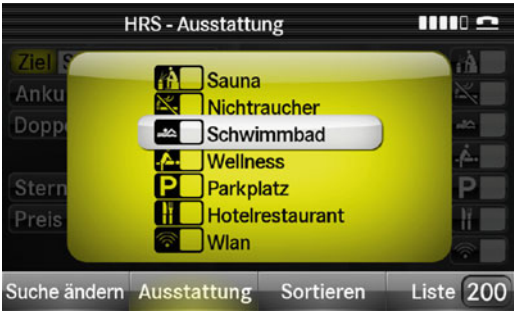 HRS - Ausstattung
Ziel
Sauna
Anku
Nichtraucher
Doppe
Schwimmbad
Wellness
Stern
P Parkplatz P
Preis
Hotelrestaurant
Wlan
Suche ändern Ausstattung Sortieren Liste 200